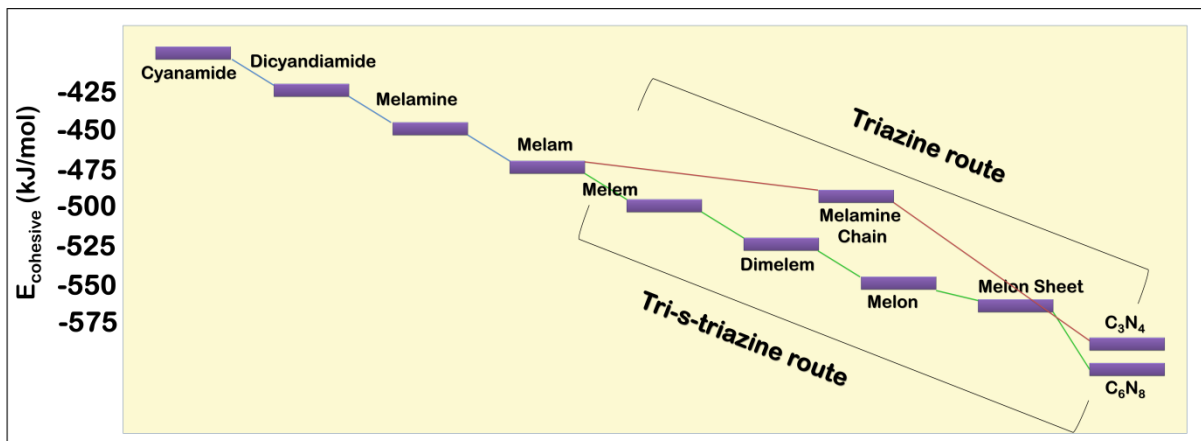 E_cohesive (kJ/mol)
-425
-450
-475
-500
-525
-550
-575
Cyanamide
Dicyandiamide
Melamine
Melam
Melem
Dimelem
Melon
Melon Sheet
Melamine
Chain
C₃N₄
C₆N₈
Triazine route
Tri-s-triazine route